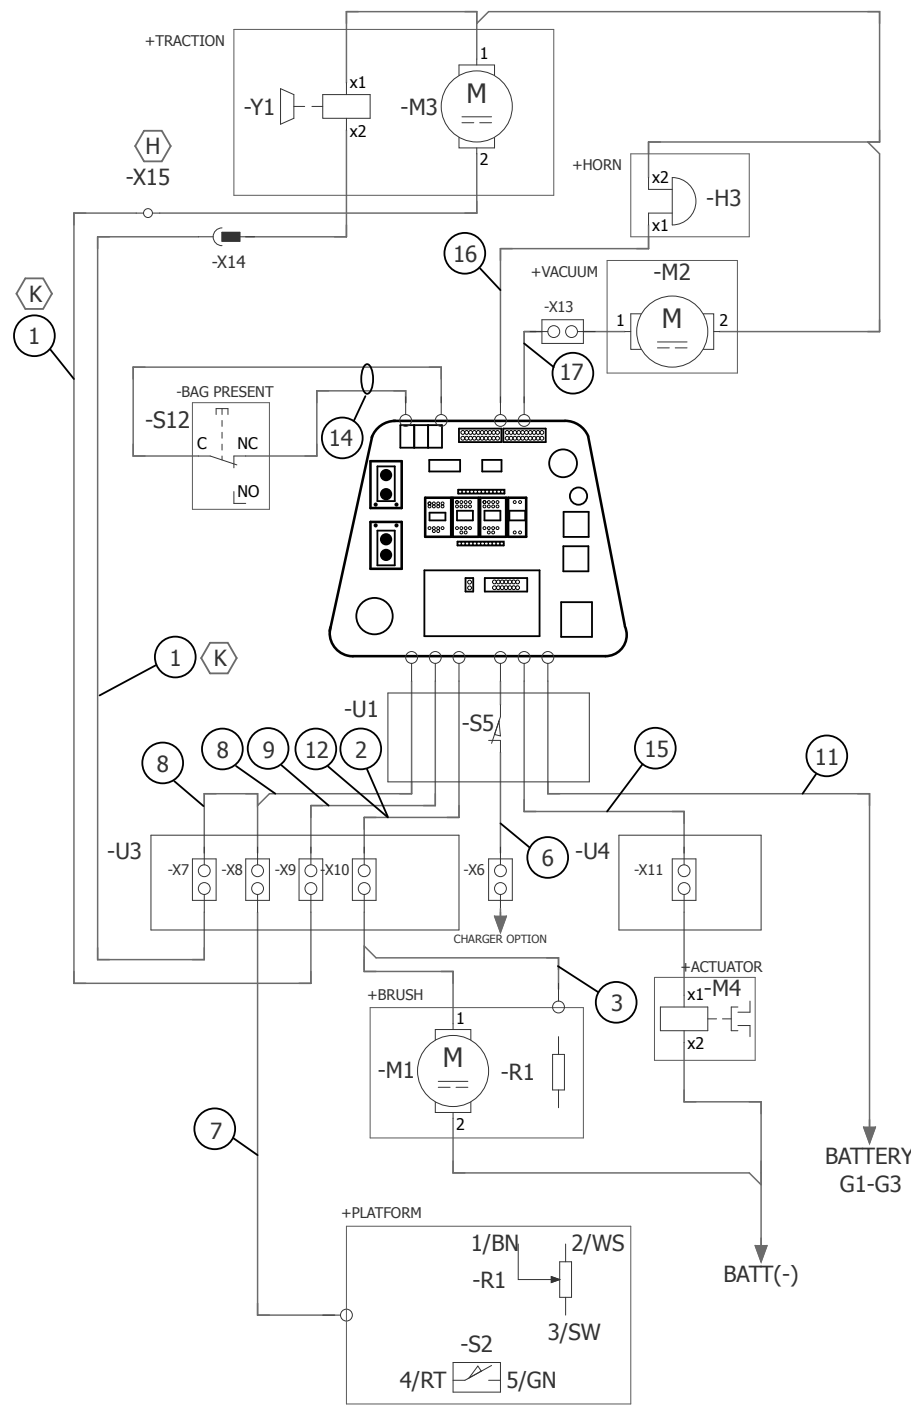 +TRACTION
x1
1
-Y1
-M3
M
x2
H
2
-X15
+HORN
x2
-H3
x1
-X14
16
+VACUUM
-M2
K
-X13
1
1
M
2
17
-BAG PRESENT
-S12
14
C
NC
NO
1
K
-U1
-S5
8
8
9
12
2
15
11
-U3
6
-U4
-X7
-X8
-X9
-X10
-X6
-X11
CHARGER OPTION
+ACTUATOR
x1
-M4
3
+BRUSH
1
x2
-M1
M
-R1
2
7
BATTERY
G1-G3
+PLATFORM
1/BN
2/WS
-R1
BATT(-)
3/SW
-S2
4/RT
5/GN